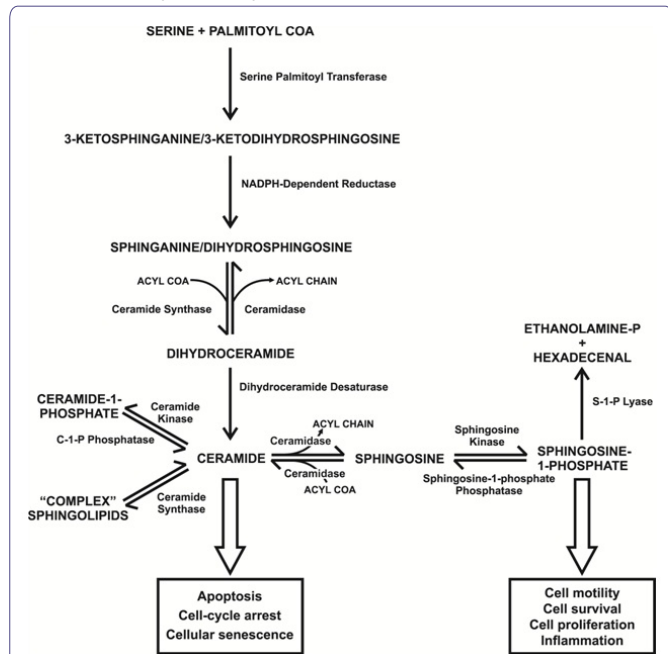 SERINE + PALMITOYL COA
Serine Palmitoyl Transferase
3-KETOSPHINGANINE/3-KETODIHYDROSPHINGOSINE
NADPH-Dependent Reductase
SPHINGANINE/DIHYDROSPHINGOSINE
ACYL COA
ACYL CHAIN
Ceramide Synthase
Ceramidase
DIHYDROCERAMIDE
Dihydroceramide Desaturase
ETHANOLAMINE-P
+
HEXADECENAL
S-1-P Lyase
CERAMIDE-1-
PHOSPHATE
Ceramide
Kinase
C-1-P Phosphatase
CERAMIDE
ACYL CHAIN
Ceramidase
Ceramidase
ACYL COA
SPHINGOSINE
Sphingosine
Kinase
Sphingosine-1-phosphate
Phosphatase
SPHINGOSINE-
1-PHOSPHATE
"COMPLEX"
SPHINGOLIPIDS
Ceramide
Synthase
Apoptosis
Cell-cycle arrest
Cellular senescence
Cell motility
Cell survival
Cell proliferation
Inflammation